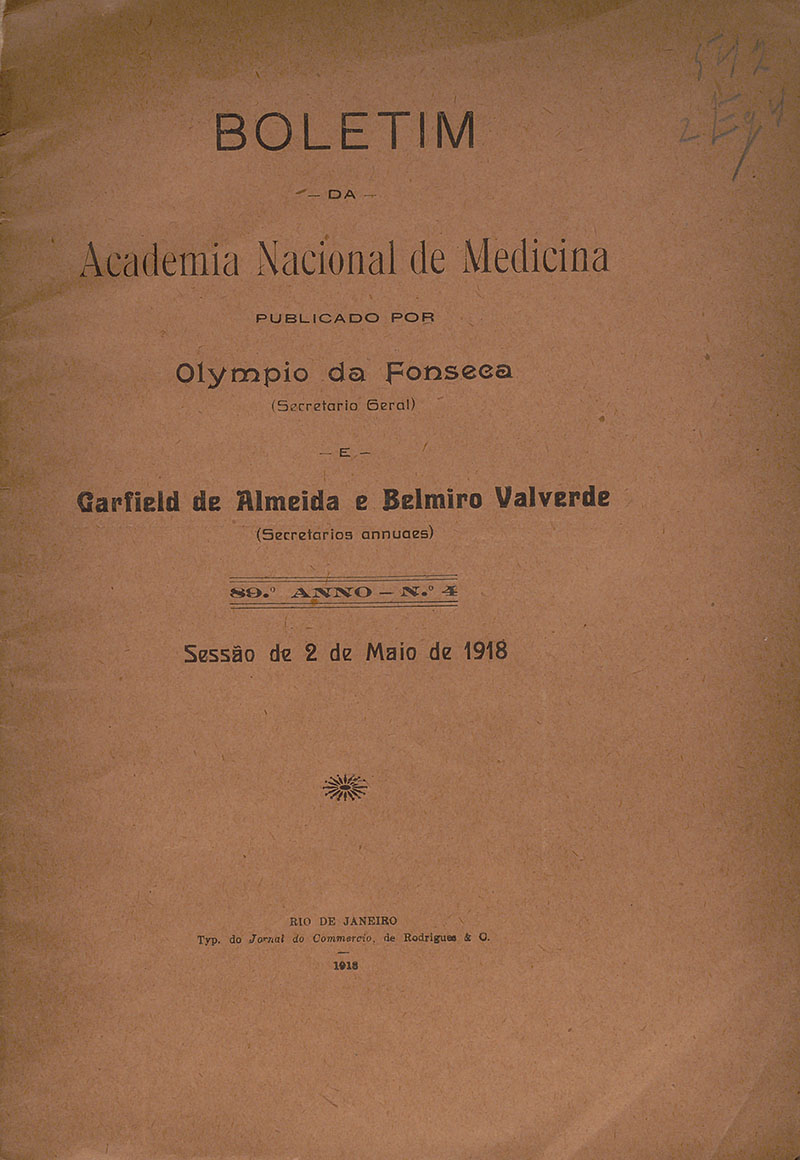 BOLETIM
— DA —
Academia Nacional de Medicina
PUBLICADO POR
Olympio da Fonseca
(Secretario Geral)
— E —
Garfield de Almeida e Belmiro Valverde
(Secretarios annuaes)
89.º ANNO — N.º 4
Sessão de 2 de Maio de 1918
RIO DE JANEIRO
Typ. do Jornal do Commercio, de Rodrigues & C.
1918